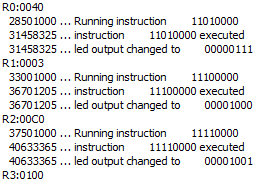 R0:0040
28501000 ... Running instruction 11010000
31458325 ... instruction 11010000 executed
31458325 ... led output changed to 00000111
R1:0003
33001000 ... Running instruction 11100000
36701205 ... instruction 11100000 executed
36701205 ... led output changed to 00001000
R2:00C0
37501000 ... Running instruction 11110000
40633365 ... instruction 11110000 executed
40633365 ... led output changed to 00001001
R3:0100